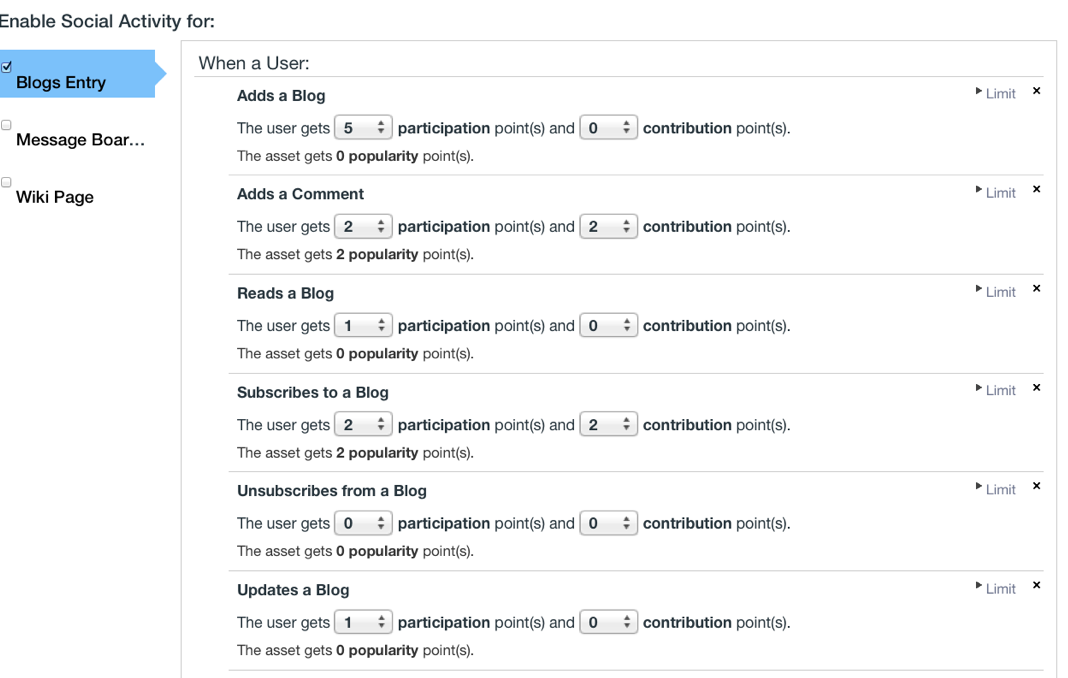 Enable Social Activity for:
Blogs Entry
Message Boar...
Wiki Page
When a User:
Adds a Blog
Limit
The user gets 5 participation point(s) and 0 contribution point(s).
The asset gets 0 popularity point(s).
Adds a Comment
Limit
The user gets 2 participation point(s) and 2 contribution point(s).
The asset gets 2 popularity point(s).
Reads a Blog
Limit
The user gets 1 participation point(s) and 0 contribution point(s).
The asset gets 0 popularity point(s).
Subscribes to a Blog
Limit
The user gets 2 participation point(s) and 2 contribution point(s).
The asset gets 2 popularity point(s).
Unsubscribes from a Blog
Limit
The user gets 0 participation point(s) and 0 contribution point(s).
The asset gets 0 popularity point(s).
Updates a Blog
Limit
The user gets 1 participation point(s) and 0 contribution point(s).
The asset gets 0 popularity point(s).